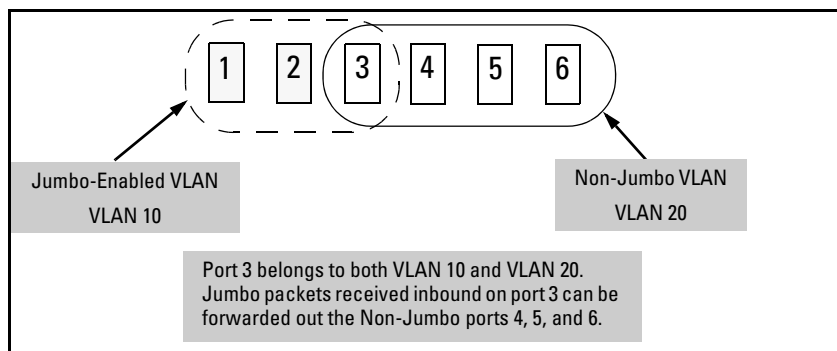 1 2 3 4 5 6
Jumbo-Enabled VLAN
VLAN 10
Non-Jumbo VLAN
VLAN 20
Port 3 belongs to both VLAN 10 and VLAN 20.
Jumbo packets received inbound on port 3 can be
forwarded out the Non-Jumbo ports 4, 5, and 6.